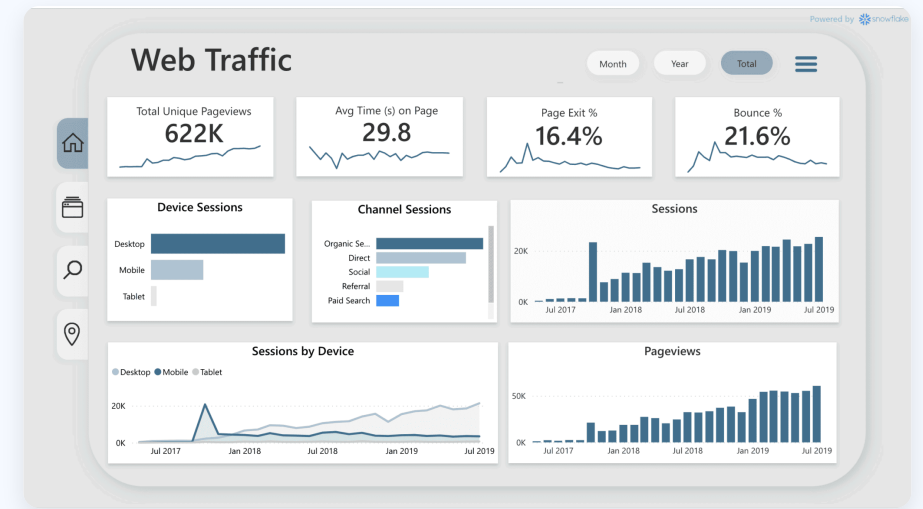 Powered by snowflake
Web Traffic
Month
Year
Total
Total Unique Pageviews
622K
Avg Time (s) on Page
29.8
Page Exit %
16.4%
Bounce %
21.6%
Device Sessions
Desktop
Mobile
Tablet
Channel Sessions
Organic Se...
Direct
Social
Referral
Paid Search
Sessions
20K
0K
Jul 2017 Jan 2018 Jul 2018 Jan 2019 Jul 2019
Sessions by Device
Desktop Mobile Tablet
20K
0K
Jul 2017 Jan 2018 Jul 2018 Jan 2019 Jul 2019
Pageviews
50K
0K
Jul 2017 Jan 2018 Jul 2018 Jan 2019 Jul 2019